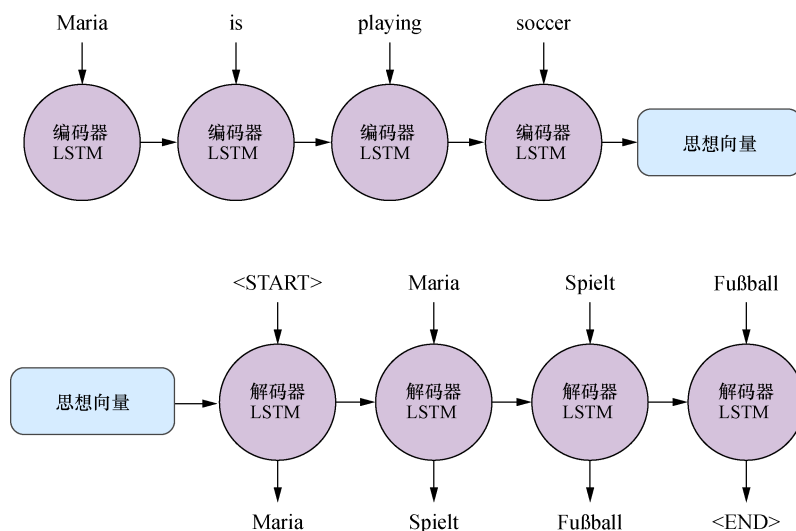 Maria is playing soccer
编码器 编码器 编码器 编码器
LSTM LSTM LSTM LSTM
思想向量
<START> Maria Spielt Fußball
思想向量
解码器 解码器 解码器 解码器
LSTM LSTM LSTM LSTM
Maria Spielt Fußball <END>